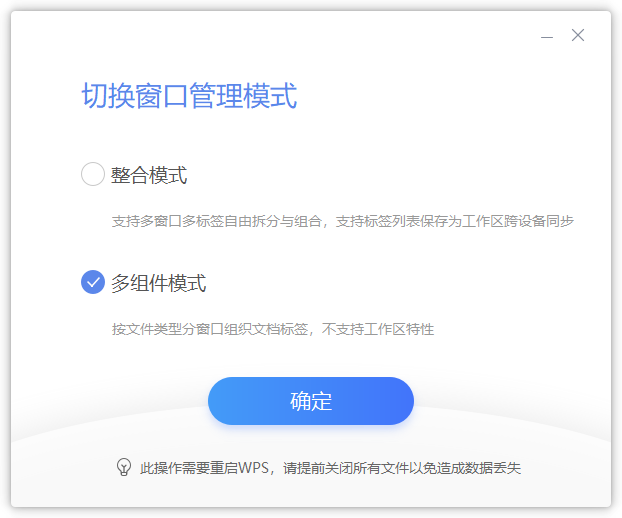 切换窗口管理模式
整合模式
支持多窗口多标签自由拆分与组合，支持标签列表保存为工作区跨设备同步
多组件模式
按文件类型分窗口组织文档标签，不支持工作区特性
确定
此操作需要重启WPS，请提前关闭所有文件以免造成数据丢失